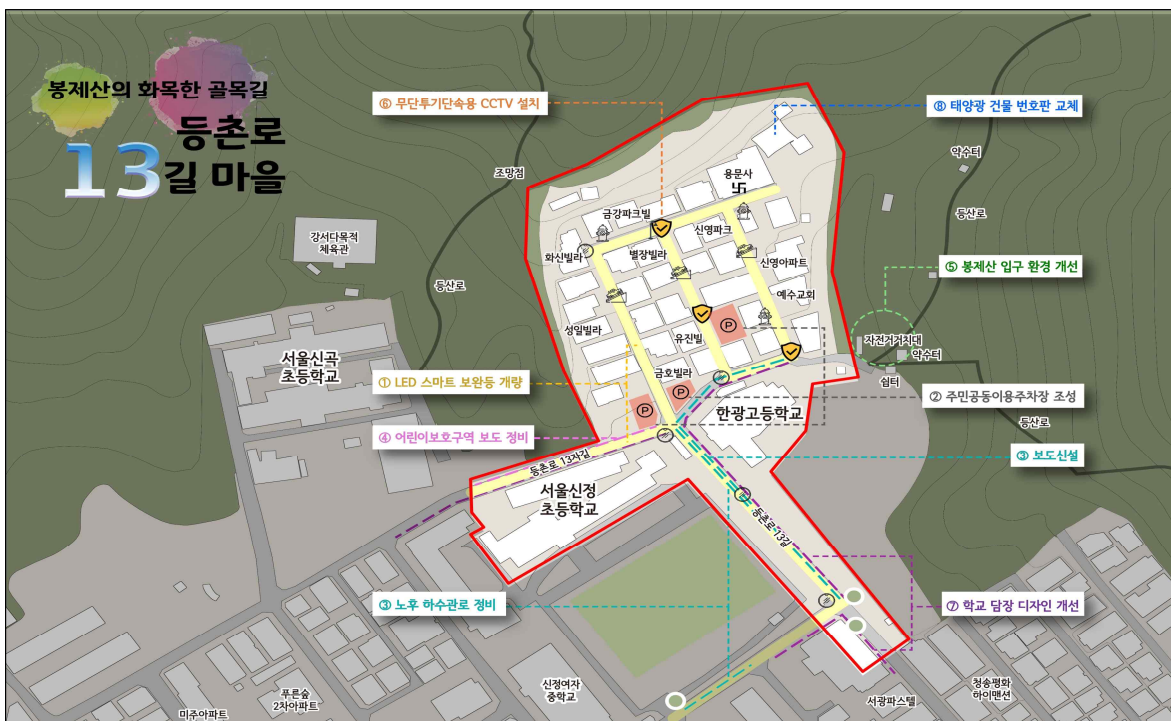 봉제산의 화목한 골목길
등촌로
13길 마을
⑥ 무단투기단속용 CCTV 설치
⑧ 태양광 건물 번호판 교체
조망점
용문사
卐
약수터
등산로
금강파크빌
강서다목적
체육관
신영파크
화신빌라
별장빌라
신영아파트
⑤ 봉제산 입구 환경 개선
등산로
예수교회
성일빌라
유진빌
P
자전거거치대
약수터
서울신곡
초등학교
금호빌라
쉼터
① LED 스마트 보안등 개량
P
P
② 주민공동이용주차장 조성
한광고등학교
등산로
④ 어린이보호구역 보도 정비
③ 보도신설
등촌로 13자길
서울신정
초등학교
등촌로 13길
③ 노후 하수관로 정비
⑦ 학교 담장 디자인 개선
신정여자
중학교
청송평화
하이맨션
푸른숲
2차아파트
서광파스텔
미주아파트